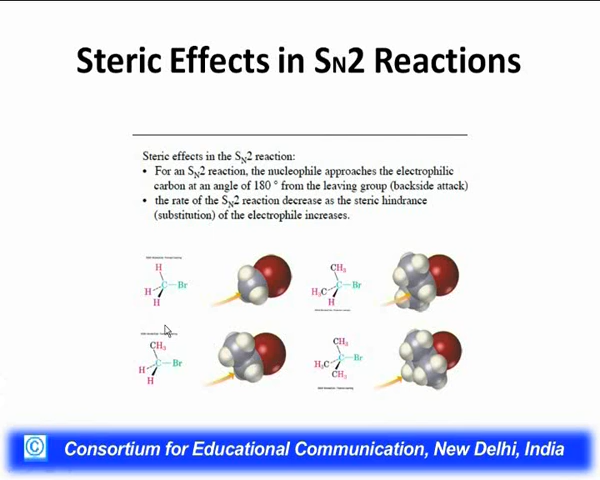 Steric Effects in SN2 Reactions
Steric effects in the SN2 reaction:
• For an SN2 reaction, the nucleophile approaches the electrophilic
carbon at an angle of 180 ° from the leaving group (backside attack)
• the rate of the SN2 reaction decrease as the steric hindrance
(substitution) of the electrophile increases.
H
H C Br
H
CH3
H3C C Br
H
CH3
H C Br
H
CH3
H3C C Br
CH3
© Consortium for Educational Communication, New Delhi, India